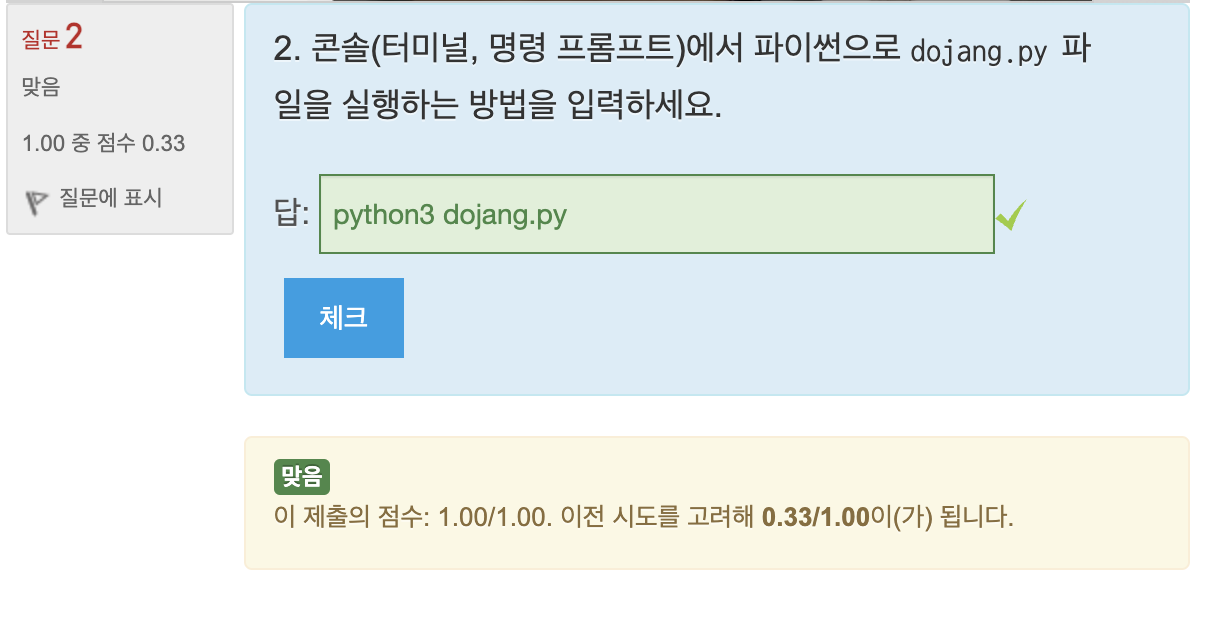 질문 2
맞음
1.00 중 점수 0.33
질문에 표시
2. 콘솔(터미널, 명령 프롬프트)에서 파이썬으로 dojang.py 파
일을 실행하는 방법을 입력하세요.
답: python3 dojang.py
체크
맞음
이 제출의 점수: 1.00/1.00. 이전 시도를 고려해 0.33/1.00이(가) 됩니다.